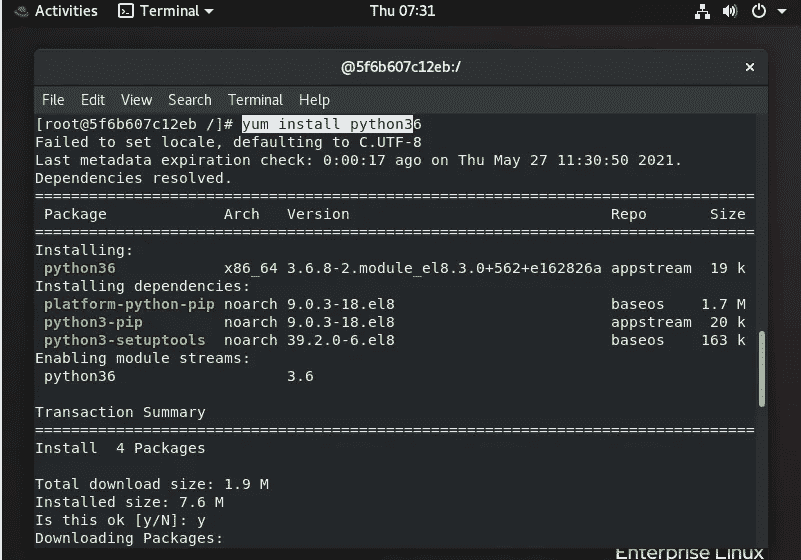 Activities Terminal Thu 07:31
@5f6b607c12eb:/ ×
File Edit View Search Terminal Help
[root@5f6b607c12eb /]# yum install python36
Failed to set locale, defaulting to C.UTF-8
Last metadata expiration check: 0:00:17 ago on Thu May 27 11:30:50 2021.
Dependencies resolved.
================================================================================
Package Arch Version Repo Size
================================================================================
Installing:
python36 x86_64 3.6.8-2.module_el8.3.0+562+e162826a appstream 19 k
Installing dependencies:
platform-python-pip noarch 9.0.3-18.el8 baseos 1.7 M
python3-pip noarch 9.0.3-18.el8 appstream 20 k
python3-setuptools noarch 39.2.0-6.el8 baseos 163 k
Enabling module streams:
python36 3.6
Transaction Summary
================================================================================
Install 4 Packages
Total download size: 1.9 M
Installed size: 7.6 M
Is this ok [y/N]: y
Downloading Packages:
Enterprise Linux